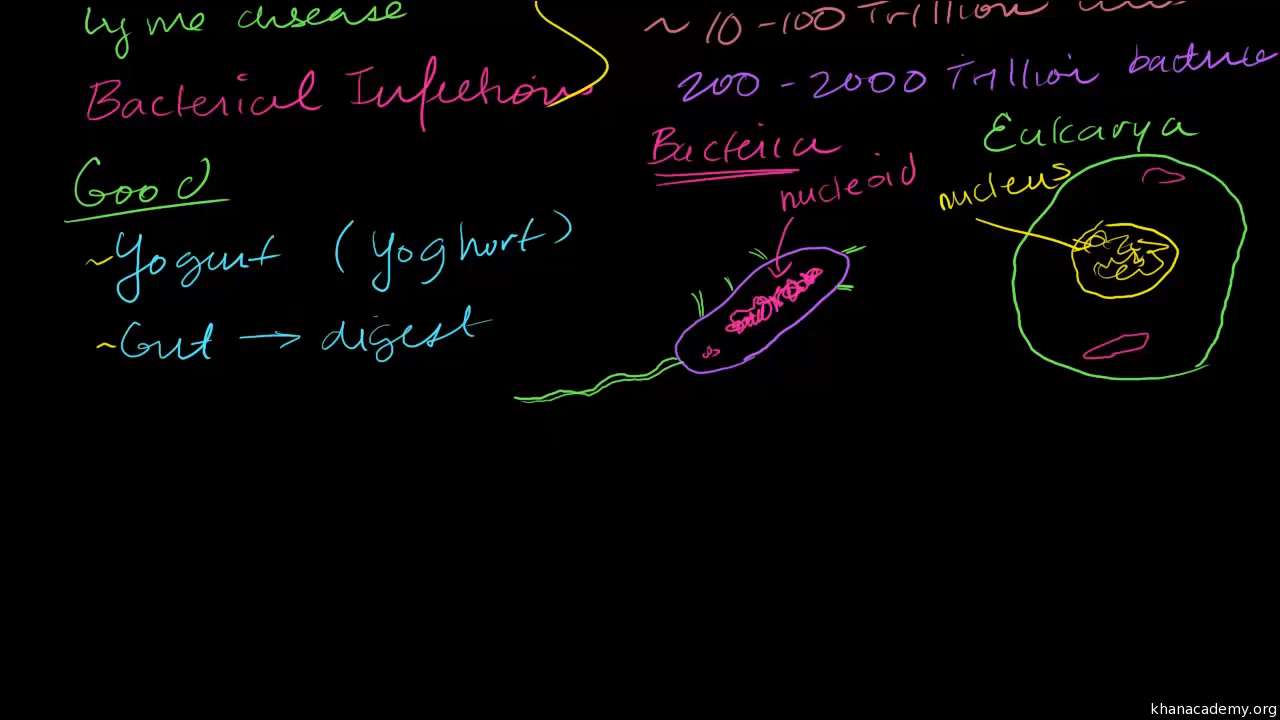 Lyme disease
Bacterial Infections
Good
~Yogurt (Yoghurt)
~Gut → digest
~ 10-100 Trillion
200 - 2000 Trillion bacteria
Bacteria
nucleoid
Eukarya
nucleus
khanacademy.org